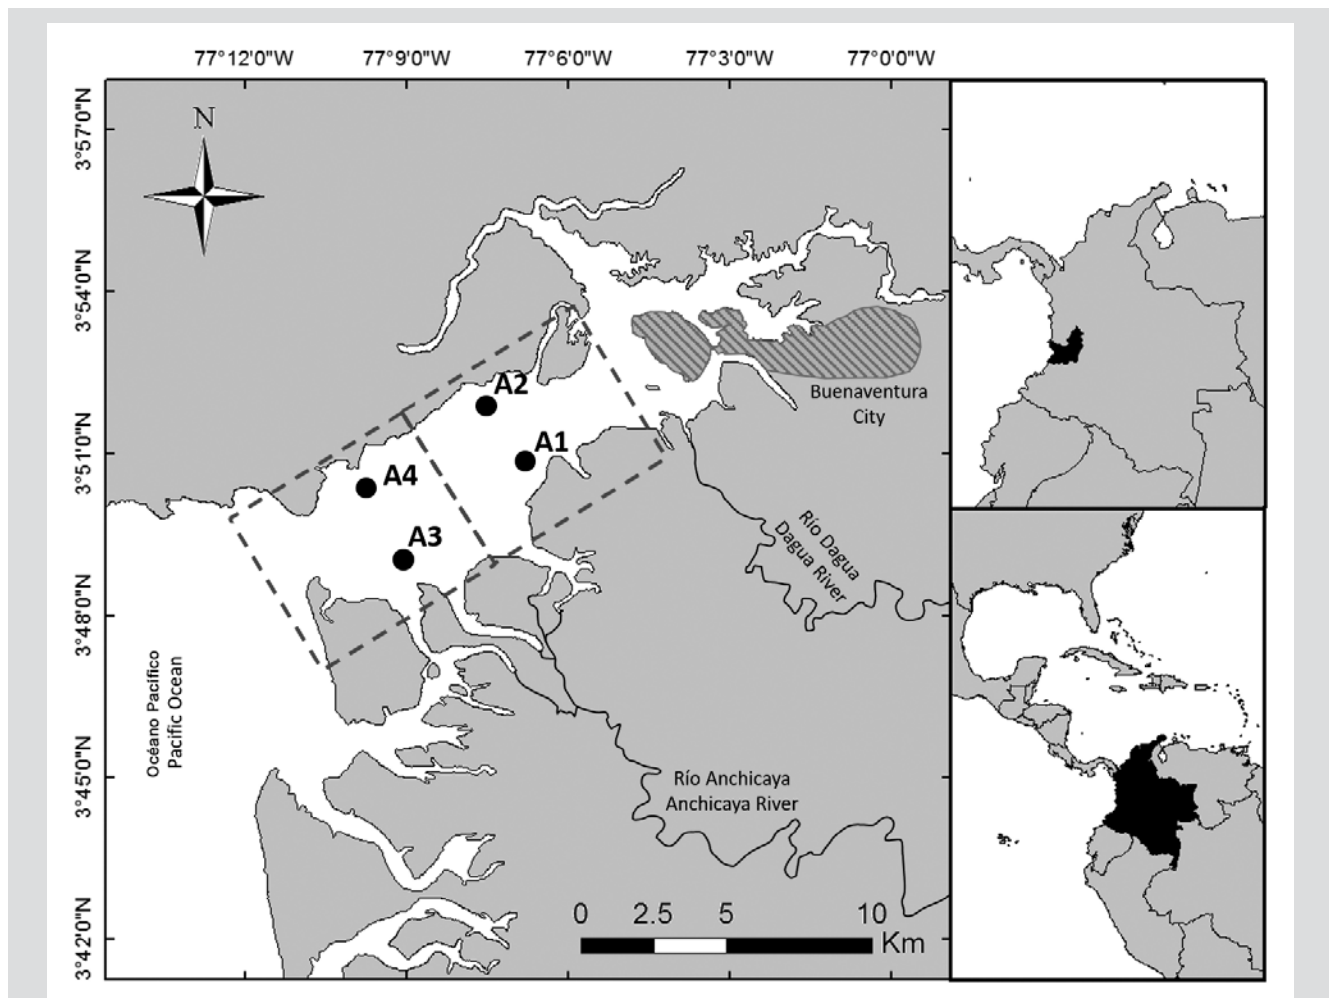 77°12'0"W 77°9'0"W 77°6'0"W 77°3'0"W 77°0'0"W
3°57'0"N
3°54'0"N
3°51'0"N
3°48'0"N
3°45'0"N
3°42'0"N
N
A2
A1
A4
A3
Buenaventura
City
Río Dagua
Dagua River
Océano Pacífico
Pacific Ocean
Río Anchicaya
Anchicaya River
0 2.5 5 10
Km